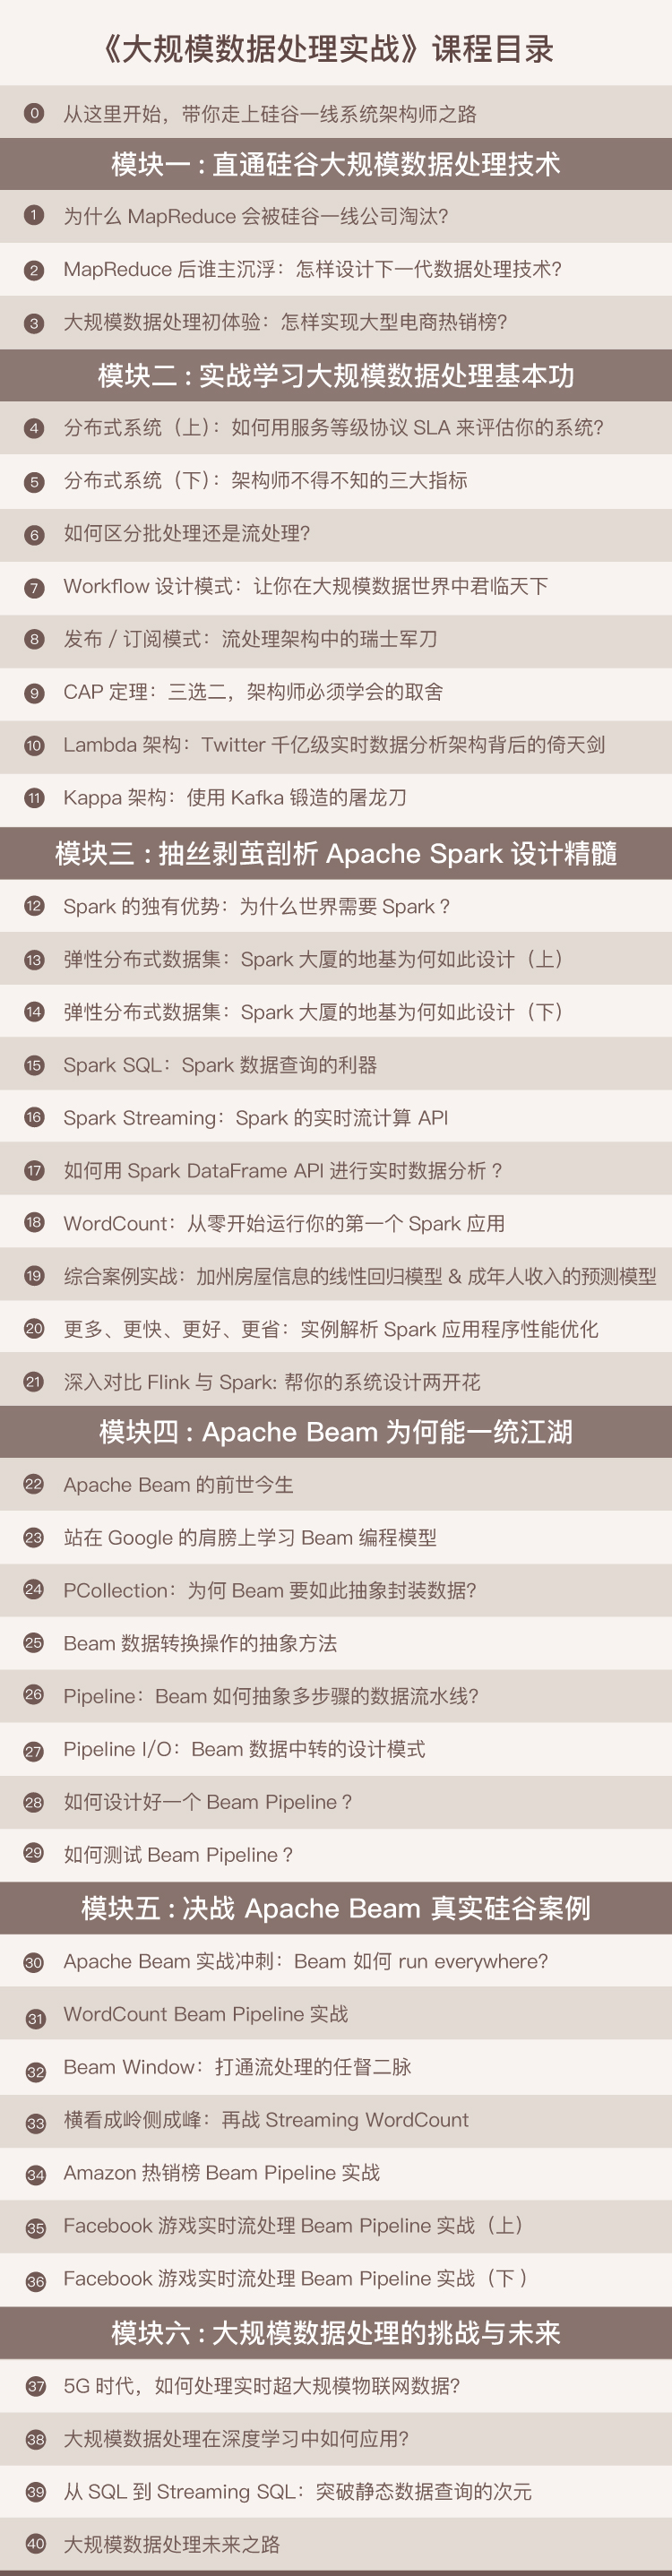 《大规模数据处理实战》课程目录
0 从这里开始，带你走上硅谷一线系统架构师之路
模块一：直通硅谷大规模数据处理技术
1 为什么 MapReduce 会被硅谷一线公司淘汰?
2 MapReduce 后谁主沉浮：怎样设计下一代数据处理技术?
3 大规模数据处理初体验：怎样实现大型电商热销榜?
模块二：实战学习大规模数据处理基本功
4 分布式系统（上）：如何用服务等级协议 SLA 来评估你的系统?
5 分布式系统（下）：架构师不得不知的三大指标
6 如何区分批处理还是流处理?
7 Workflow 设计模式：让你在大规模数据世界中君临天下
8 发布 / 订阅模式：流处理架构中的瑞士军刀
9 CAP 定理：三选二，架构师必须学会的取舍
10 Lambda 架构：Twitter 千亿级实时数据分析架构背后的倚天剑
11 Kappa 架构：使用 Kafka 锻造的屠龙刀
模块三：抽丝剥茧剖析 Apache Spark 设计精髓
12 Spark 的独有优势：为什么世界需要 Spark？
13 弹性分布式数据集：Spark 大厦的地基为何如此设计（上）
14 弹性分布式数据集：Spark 大厦的地基为何如此设计（下）
15 Spark SQL：Spark 数据查询的利器
16 Spark Streaming：Spark 的实时流计算 API
17 如何用 Spark DataFrame API 进行实时数据分析？
18 WordCount：从零开始运行你的第一个 Spark 应用
19 综合案例实战：加州房屋信息的线性回归模型 & 成年人收入的预测模型
20 更多、更快、更好、更省：实例解析 Spark 应用程序性能优化
21 深入对比 Flink 与 Spark: 帮你的系统设计两开花
模块四：Apache Beam 为何能一统江湖
22 Apache Beam 的前世今生
23 站在 Google 的肩膀上学习 Beam 编程模型
24 PCollection：为何 Beam 要如此抽象封装数据?
25 Beam 数据转换操作的抽象方法
26 Pipeline：Beam 如何抽象多步骤的数据流水线?
27 Pipeline I/O：Beam 数据中转的设计模式
28 如何设计好一个 Beam Pipeline？
29 如何测试 Beam Pipeline？
模块五：决战 Apache Beam 真实硅谷案例
30 Apache Beam 实战冲刺：Beam 如何 run everywhere?
31 WordCount Beam Pipeline 实战
32 Beam Window：打通流处理的任督二脉
33 横看成岭侧成峰：再战 Streaming WordCount
34 Amazon 热销榜 Beam Pipeline 实战
35 Facebook 游戏实时流处理 Beam Pipeline 实战（上）
36 Facebook 游戏实时流处理 Beam Pipeline 实战（下 ）
模块六：大规模数据处理的挑战与未来
37 5G 时代，如何处理实时超大规模物联网数据?
38 大规模数据处理在深度学习中如何应用?
39 从 SQL 到 Streaming SQL：突破静态数据查询的次元
40 大规模数据处理未来之路